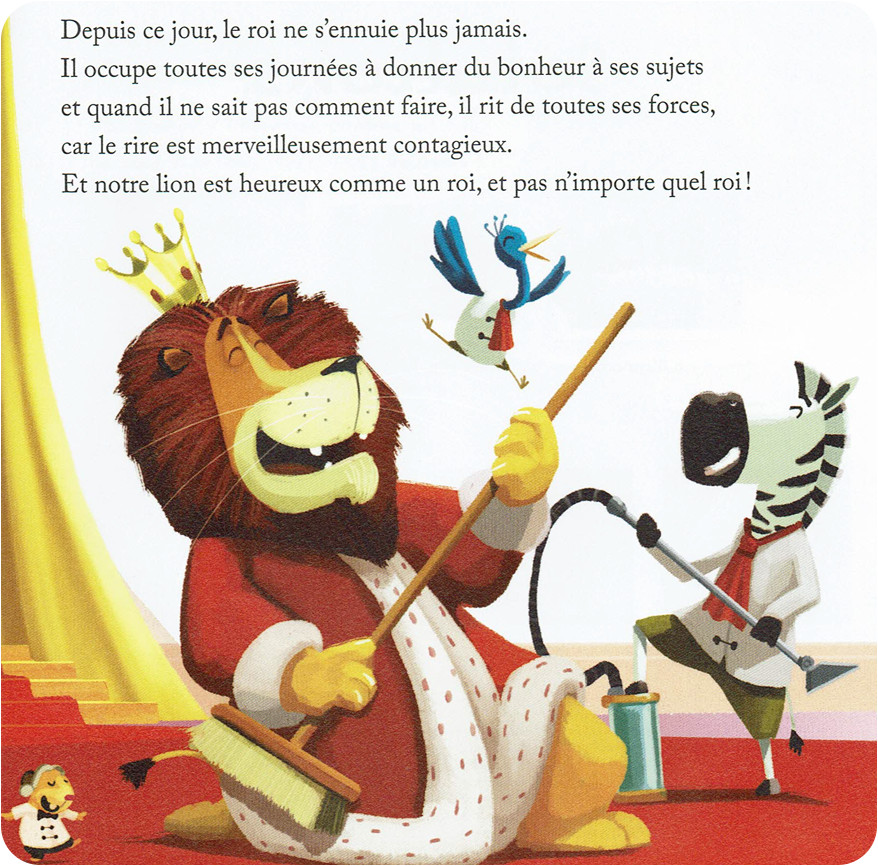 Depuis ce jour, le roi ne s’ennuie plus jamais.
Il occupe toutes ses journées à donner du bonheur à ses sujets
et quand il ne sait pas comment faire, il rit de toutes ses forces,
car le rire est merveilleusement contagieux.
Et notre lion est heureux comme un roi, et pas n’importe quel roi !